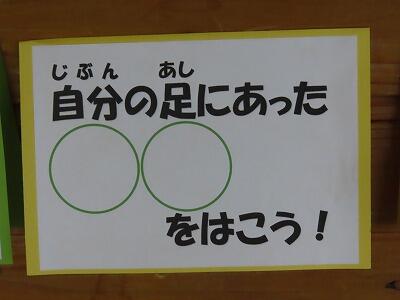 じぶん あし
自分の足にあった
をはこう！